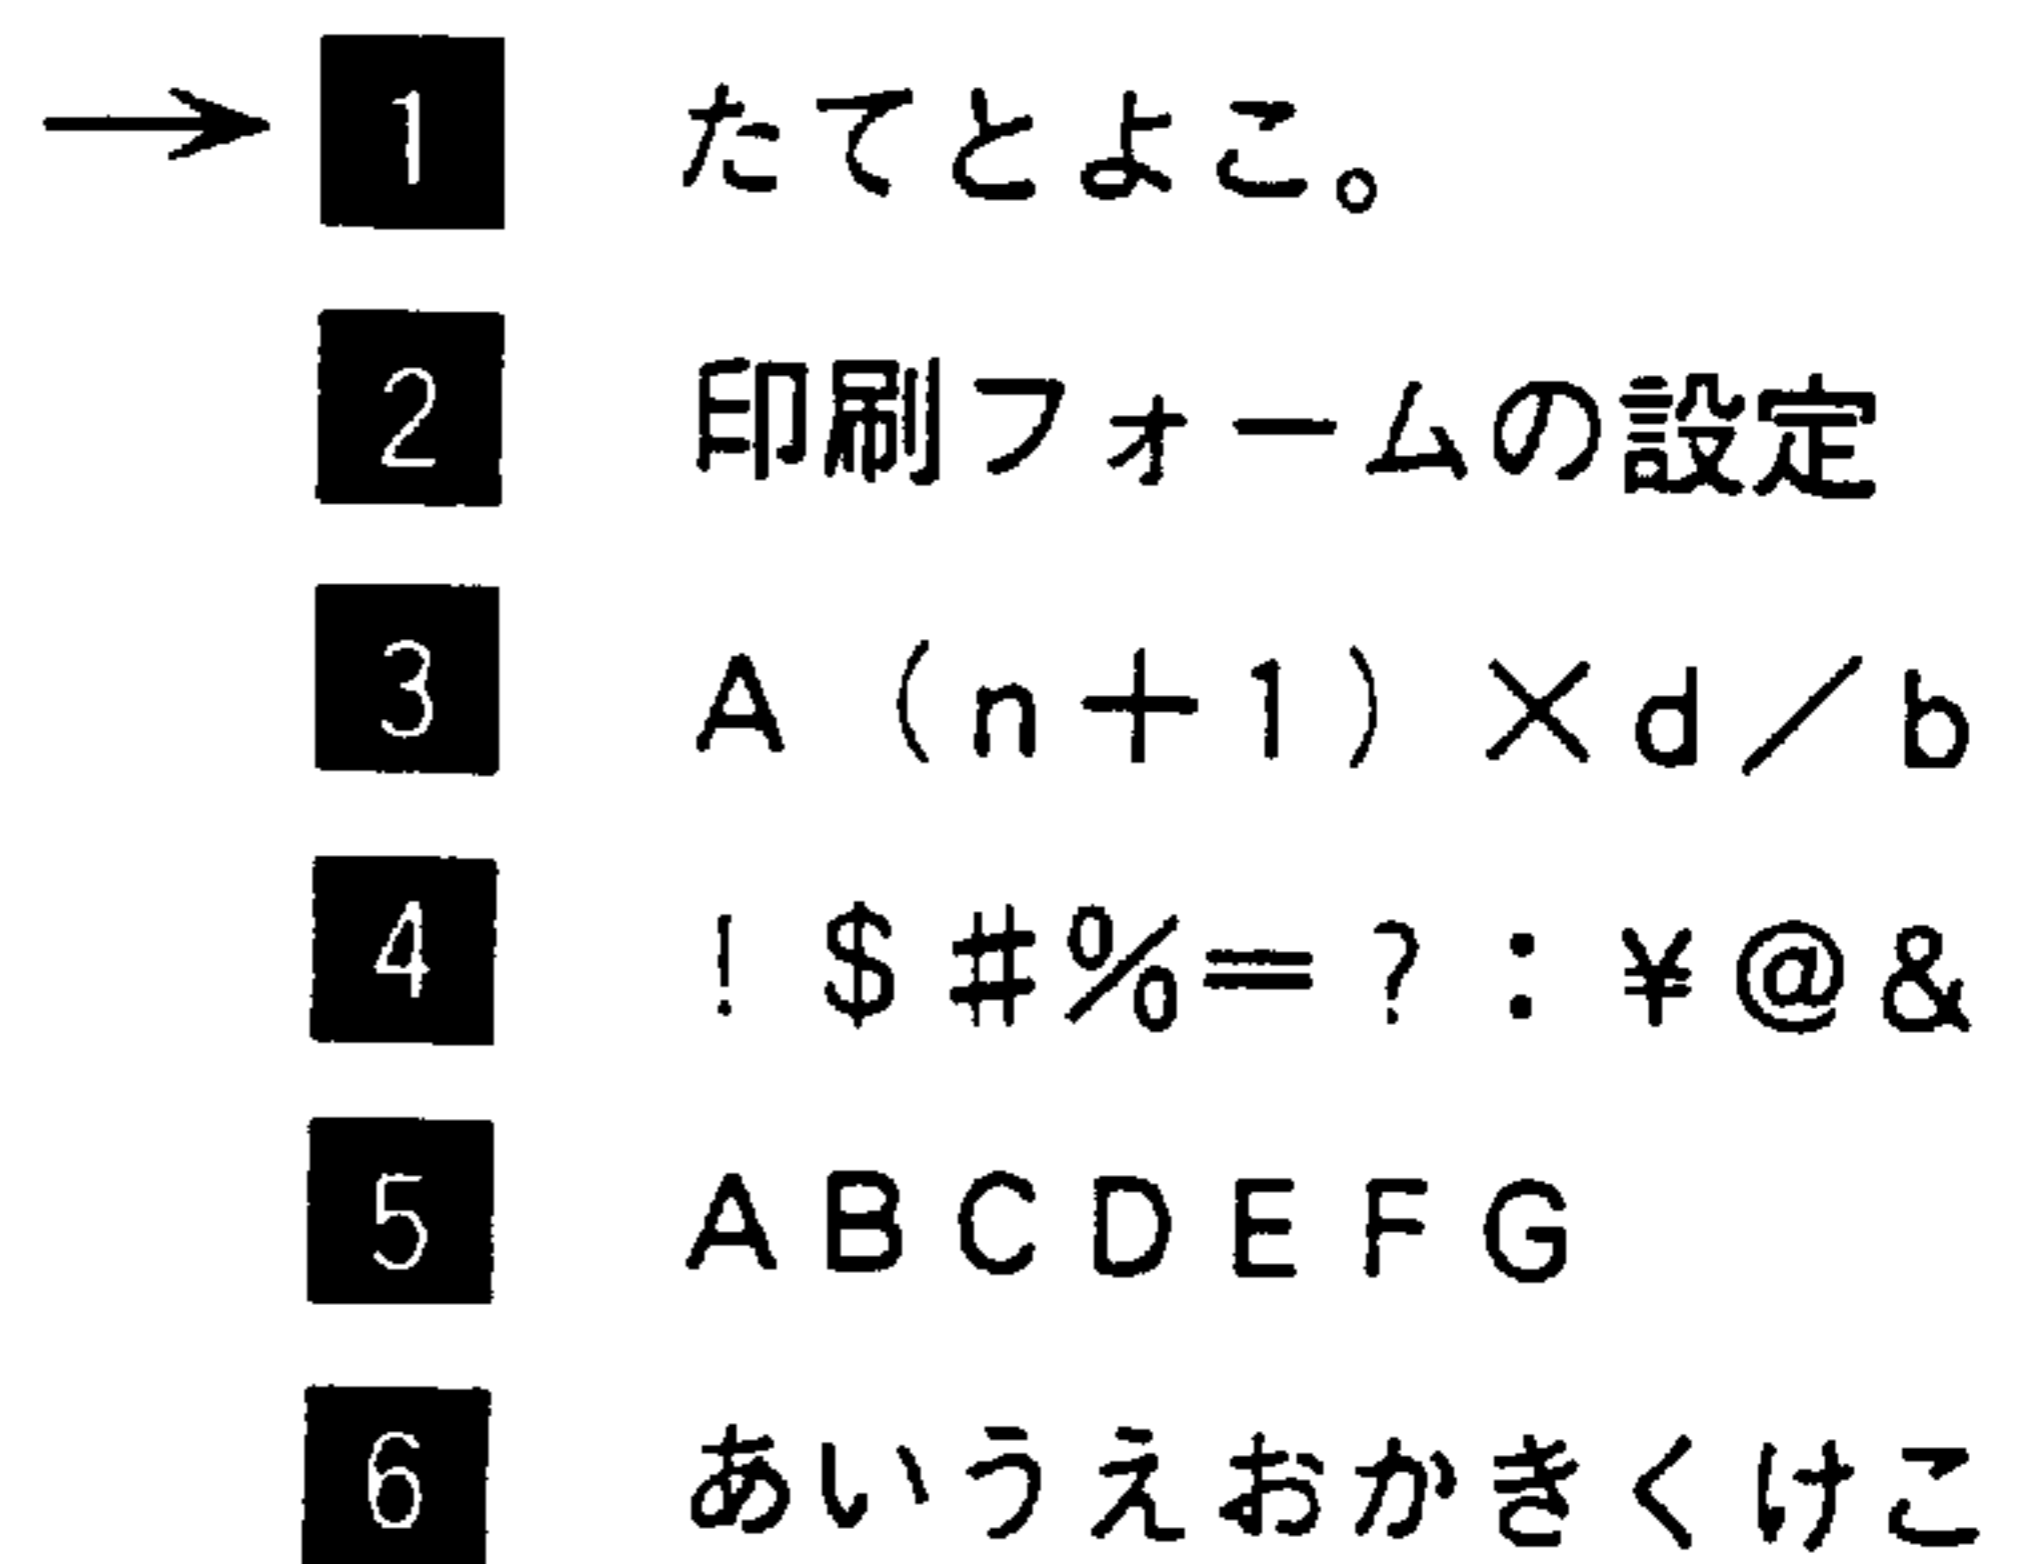 → 1 たてとよこ。
2 印刷フォームの設定
3 A(n+1)×d/b
4 !$#%=?:¥@&
5 ABCDEFG
6 あいうえおかきくけこ